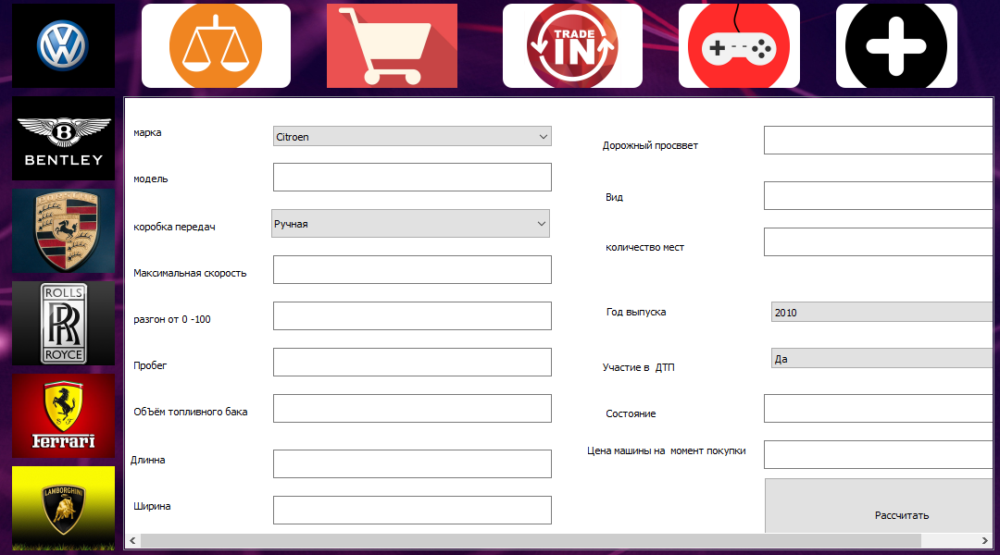 TRADE
IN
BENTLEY
ROLLS
RR
ROYCE
S F
Ferrari
LAMBORGHINI
марка
Citroen
модель
коробка передач
Ручная
Максимальная скорость
разгон от 0 -100
Пробег
ОбЪём топливного бака
Длинна
Ширина
Дорожный просввет
Вид
количество мест
Год выпуска
2010
Участие в ДТП
Да
Состояние
Цена машины на момент покупки
Рассчитать